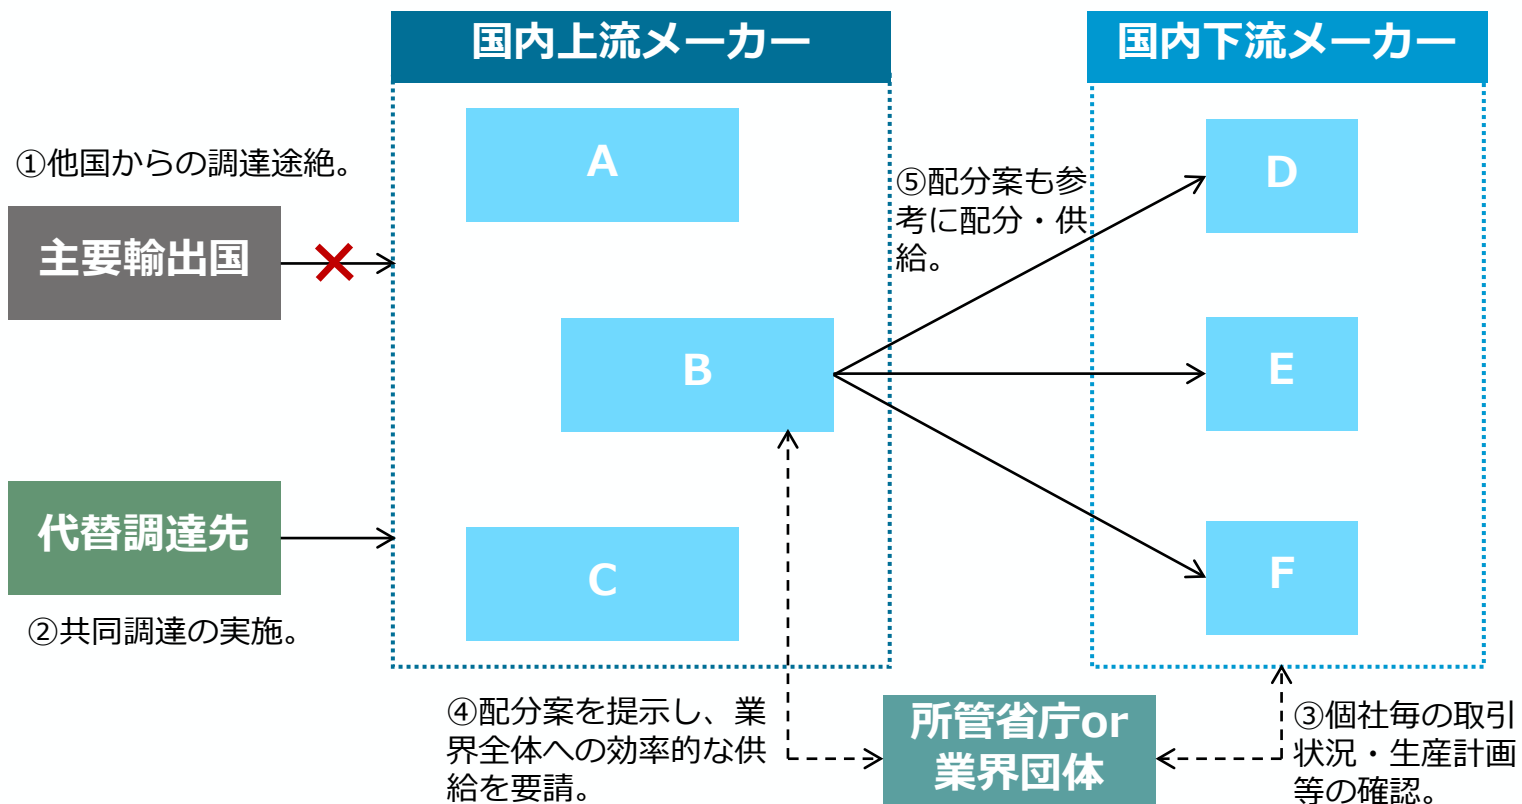 国内上流メーカー
国内下流メーカー
①他国からの調達途絶。
主要輸出国
A
B
C
⑤配分案も参
考に配分・供
給。
D
E
F
代替調達先
②共同調達の実施。
④配分案を提示し、業
界全体への効率的な供
給を要請。
所管省庁or
業界団体
③個社毎の取引
状況・生産計画
等の確認。